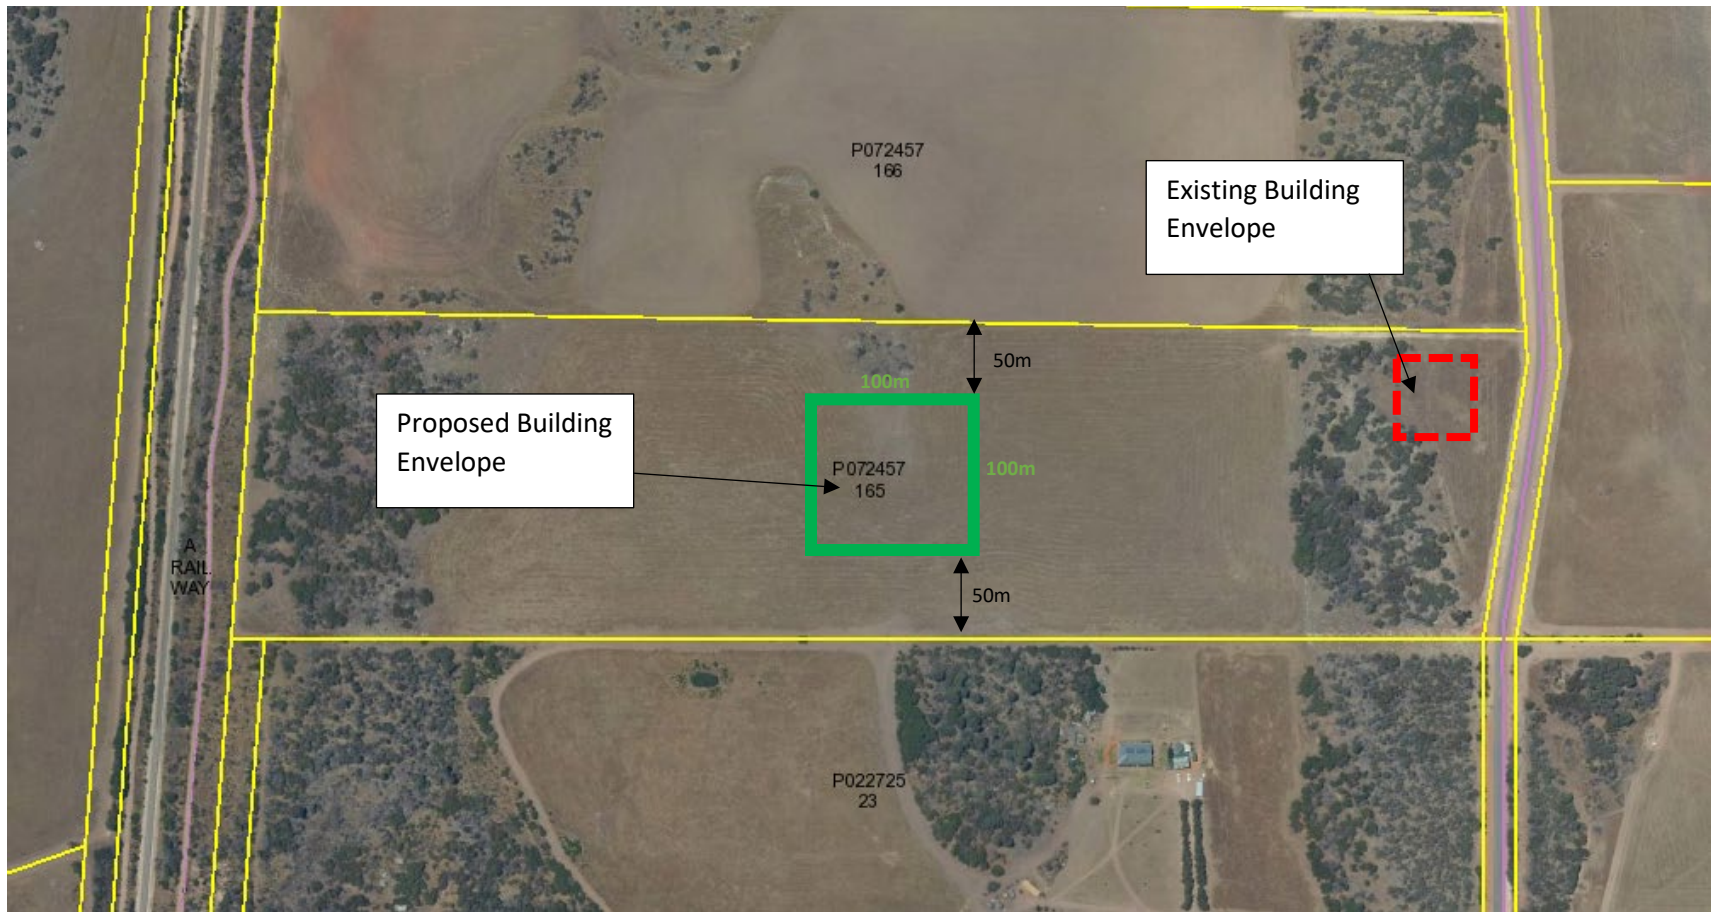 P072457
166
Existing Building
Envelope
50m
100m
Proposed Building
Envelope
P072457
165
100m
A
RAIL
WAY
50m
P022725
23